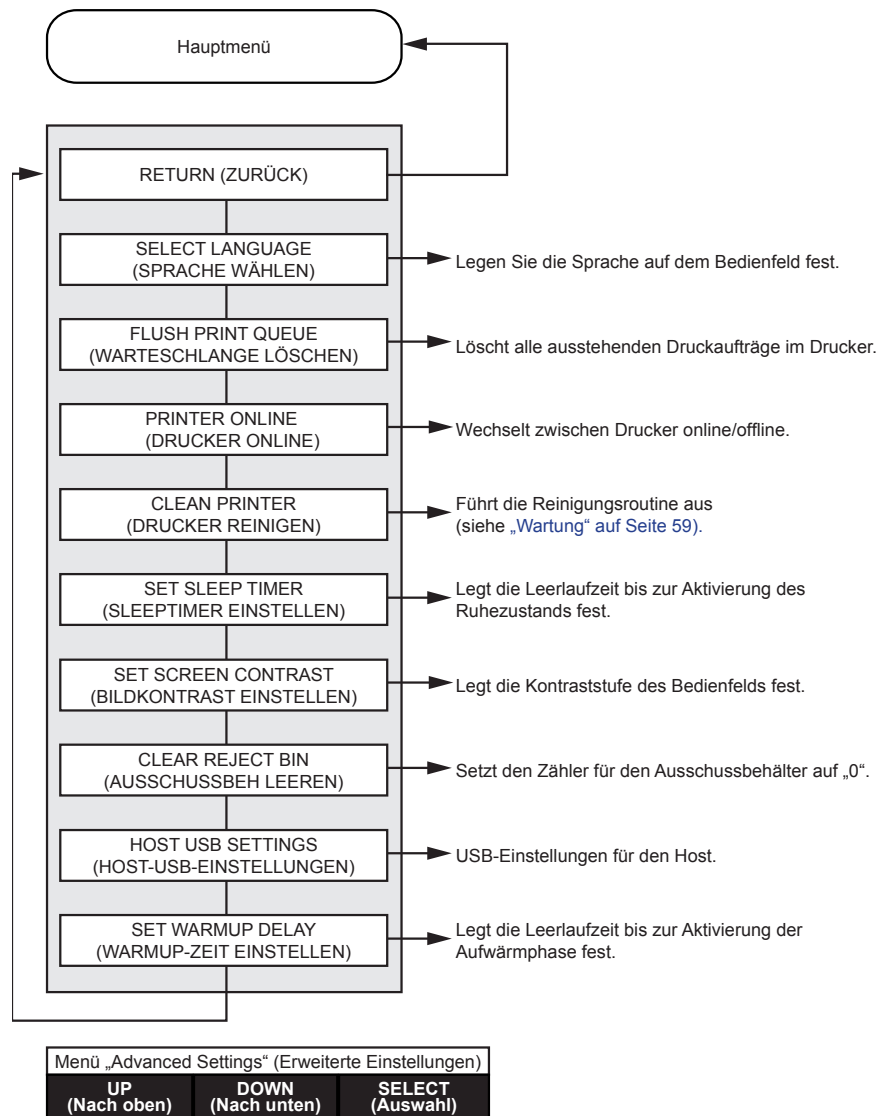 Hauptmenü
RETURN (ZURÜCK)
SELECT LANGUAGE
(SPRACHE WÄHLEN)
Legen Sie die Sprache auf dem Bedienfeld fest.
FLUSH PRINT QUEUE
(WARTESCHLANGE LÖSCHEN)
Löscht alle ausstehenden Druckaufträge im Drucker.
PRINTER ONLINE
(DRUCKER ONLINE)
Wechselt zwischen Drucker online/offline.
CLEAN PRINTER
(DRUCKER REINIGEN)
Führt die Reinigungsroutine aus
(siehe „Wartung“ auf Seite 59).
SET SLEEP TIMER
(SLEEPTIMER EINSTELLEN)
Legt die Leerlaufzeit bis zur Aktivierung des
Ruhezustands fest.
SET SCREEN CONTRAST
(BILDKONTRAST EINSTELLEN)
Legt die Kontraststufe des Bedienfelds fest.
CLEAR REJECT BIN
(AUSSCHUSSBEH LEEREN)
Setzt den Zähler für den Ausschussbehälter auf „0“.
HOST USB SETTINGS
(HOST-USB-EINSTELLUNGEN)
USB-Einstellungen für den Host.
SET WARMUP DELAY
(WARMUP-ZEIT EINSTELLEN)
Legt die Leerlaufzeit bis zur Aktivierung der
Aufwärmphase fest.
Menü „Advanced Settings“ (Erweiterte Einstellungen)
UP DOWN SELECT
(Nach oben) (Nach unten) (Auswahl)